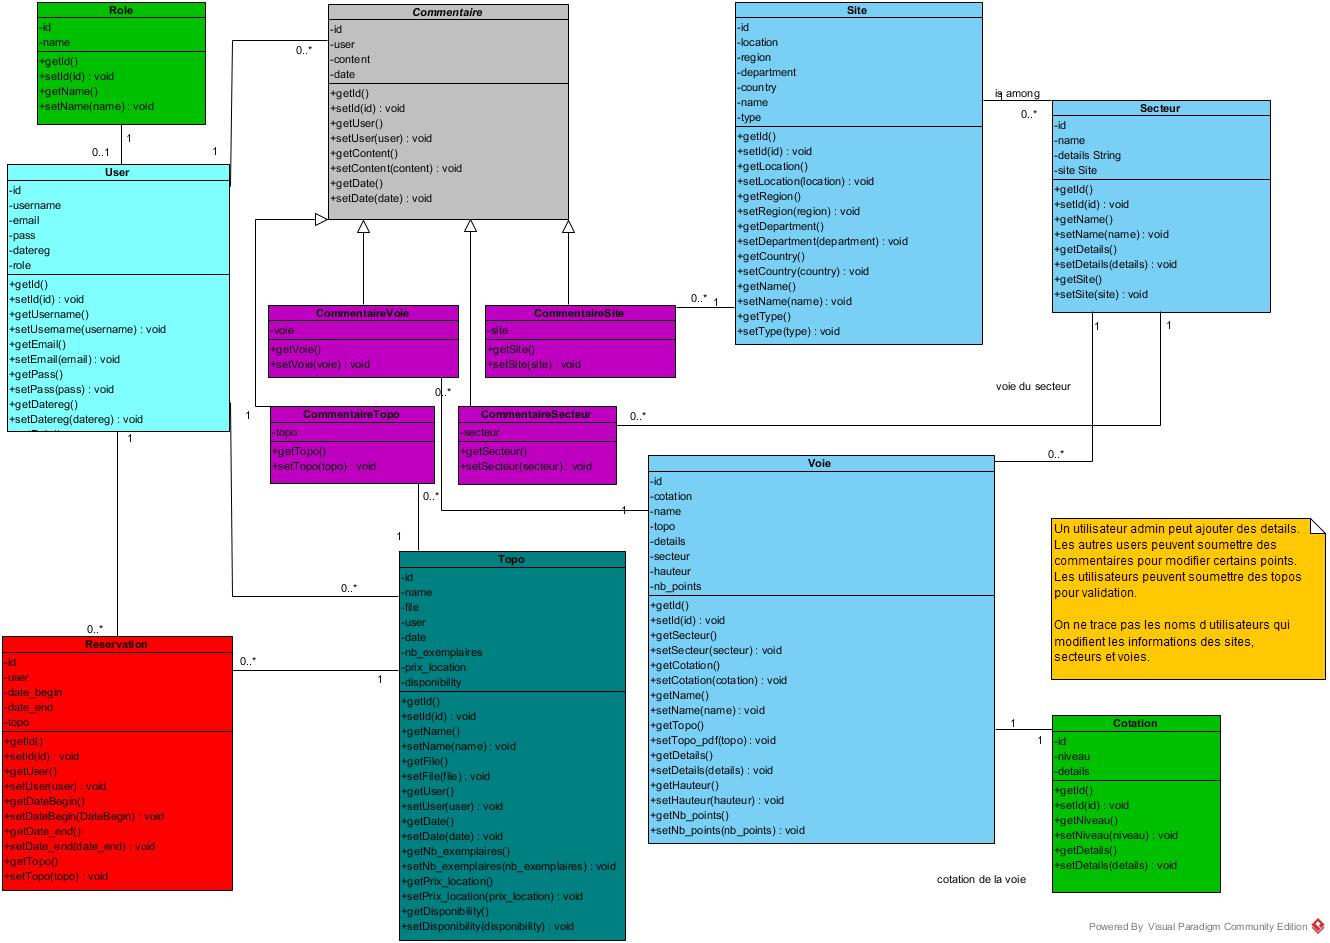 Role
-id
-name
+getId()
+setId(id) : void
+getName()
+setName(name) : void
1
0..1
1
User
-id
-username
-email
-pass
-datereg
-role
+getId()
+setId(id) : void
+getUsername()
+setUsername(username) : void
+getEmail()
+setEmail(email) : void
+getPass()
+setPass(pass) : void
+getDatereg()
+setDatereg(datereg) : void
1
1
0..*
0..*
Commentaire
-id
-user
-content
-date
+getId()
+setId(id) : void
+getUser()
+setUser(user) : void
+getContent()
+setContent(content) : void
+getDate()
+setDate(date) : void
Site
-id
-location
-region
-department
-country
-name
-type
+getId()
+setId(id) : void
+getLocation()
+setLocation(location) : void
+getRegion()
+setRegion(region) : void
+getDepartment()
+setDepartment(department) : void
+getCountry()
+setCountry(country) : void
+getName()
+setName(name) : void
+getType()
+setType(type) : void
is among
1
0..*
Secteur
-id
-name
-details String
-site Site
+getId()
+setId(id) : void
+getName()
+setName(name) : void
+getDetails()
+setDetails(details) : void
+getSite()
+setSite(site) : void
1
1
voie du secteur
0..*
CommentaireVoie
-voie
+getVoie()
+setVoie(voie) : void
0..*
CommentaireSite
-site
+getSite()
+setSite(site) : void
0..*
1
CommentaireTopo
-topo
+getTopo()
+setTopo(topo) : void
0..*
1
CommentaireSecteur
-secteur
+getSecteur()
+setSecteur(secteur) : void
0..*
1
Voie
-id
-cotation
-name
-topo
-details
-secteur
-hauteur
-nb_points
+getId()
+setId(id) : void
+getSecteur()
+setSecteur(secteur) : void
+getCotation()
+setCotation(cotation) : void
+getName()
+setName(name) : void
+getTopo()
+setTopo_pdf(topo) : void
+getDetails()
+setDetails(details) : void
+getHauteur()
+setHauteur(hauteur) : void
+getNb_points()
+setNb_points(nb_points) : void
Un utilisateur admin peut ajouter des details.
Les autres users peuvent soumettre des
commentaires pour modifier certains points.
Les utilisateurs peuvent soumettre des topos
pour validation.
On ne trace pas les noms d utilisateurs qui
modifient les informations des sites,
secteurs et voies.
Reservation
-id
-user
-date_begin
-date_end
-topo
+getId()
+setId(id) : void
+getUser()
+setUser(user) : void
+getDateBegin()
+setDateBegin(DateBegin) : void
+getDate_end()
+setDate_end(date_end) : void
+getTopo()
+setTopo(topo) : void
0..*
1
0..*
Topo
-id
-name
-file
-user
-date
-nb_exemplaires
-prix_location
-disponibility
+getId()
+setId(id) : void
+getName()
+setName(name) : void
+getFile()
+setFile(file) : void
+getUser()
+setUser(user) : void
+getDate()
+setDate(date) : void
+getNb_exemplaires()
+setNb_exemplaires(nb_exemplaires) : void
+getPrix_location()
+setPrix_location(prix_location) : void
+getDisponibility()
+setDisponibility(disponibility) : void
1
1
Cotation
-id
-niveau
-details
+getId()
+setId(id) : void
+getNiveau()
+setNiveau(niveau) : void
+getDetails()
+setDetails(details) : void
cotation de la voie
Powered By Visual Paradigm Community Edition